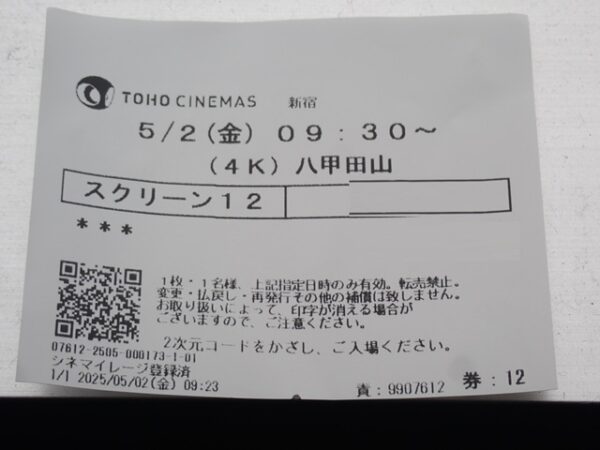 TOHO CINEMAS 新宿
5/2(金) 09:30~
(4K) 八甲田山
スクリーン12
***
1枚・1名様、上記指定日時のみ有効。転売禁止。
変更・払戻し・再発行その他の補償は致しません。
お取り扱いによって、印字が消える場合が
ございますので、ご注意ください。
2次元コードをかざし、ご入場ください。
07612-2505-000173-1-01
シネマイレージ登録済
1/1 2025/05/02(金) 09:23
責:9907612 券:12